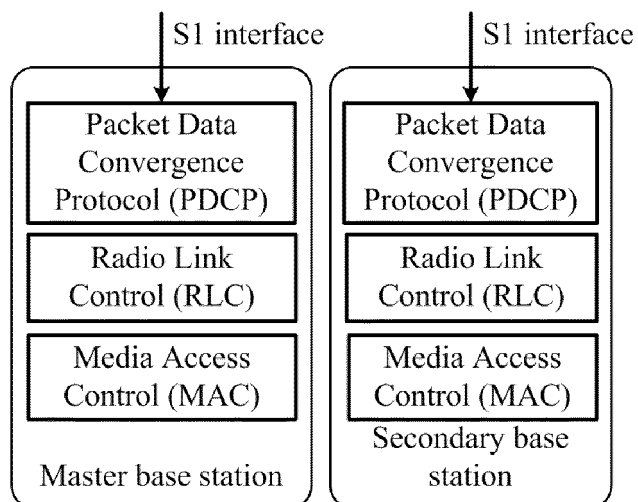 S1 interface
Packet Data
Convergence
Protocol (PDCP)
Radio Link
Control (RLC)
Media Access
Control (MAC)
Master base station
S1 interface
Packet Data
Convergence
Protocol (PDCP)
Radio Link
Control (RLC)
Media Access
Control (MAC)
Secondary base
station